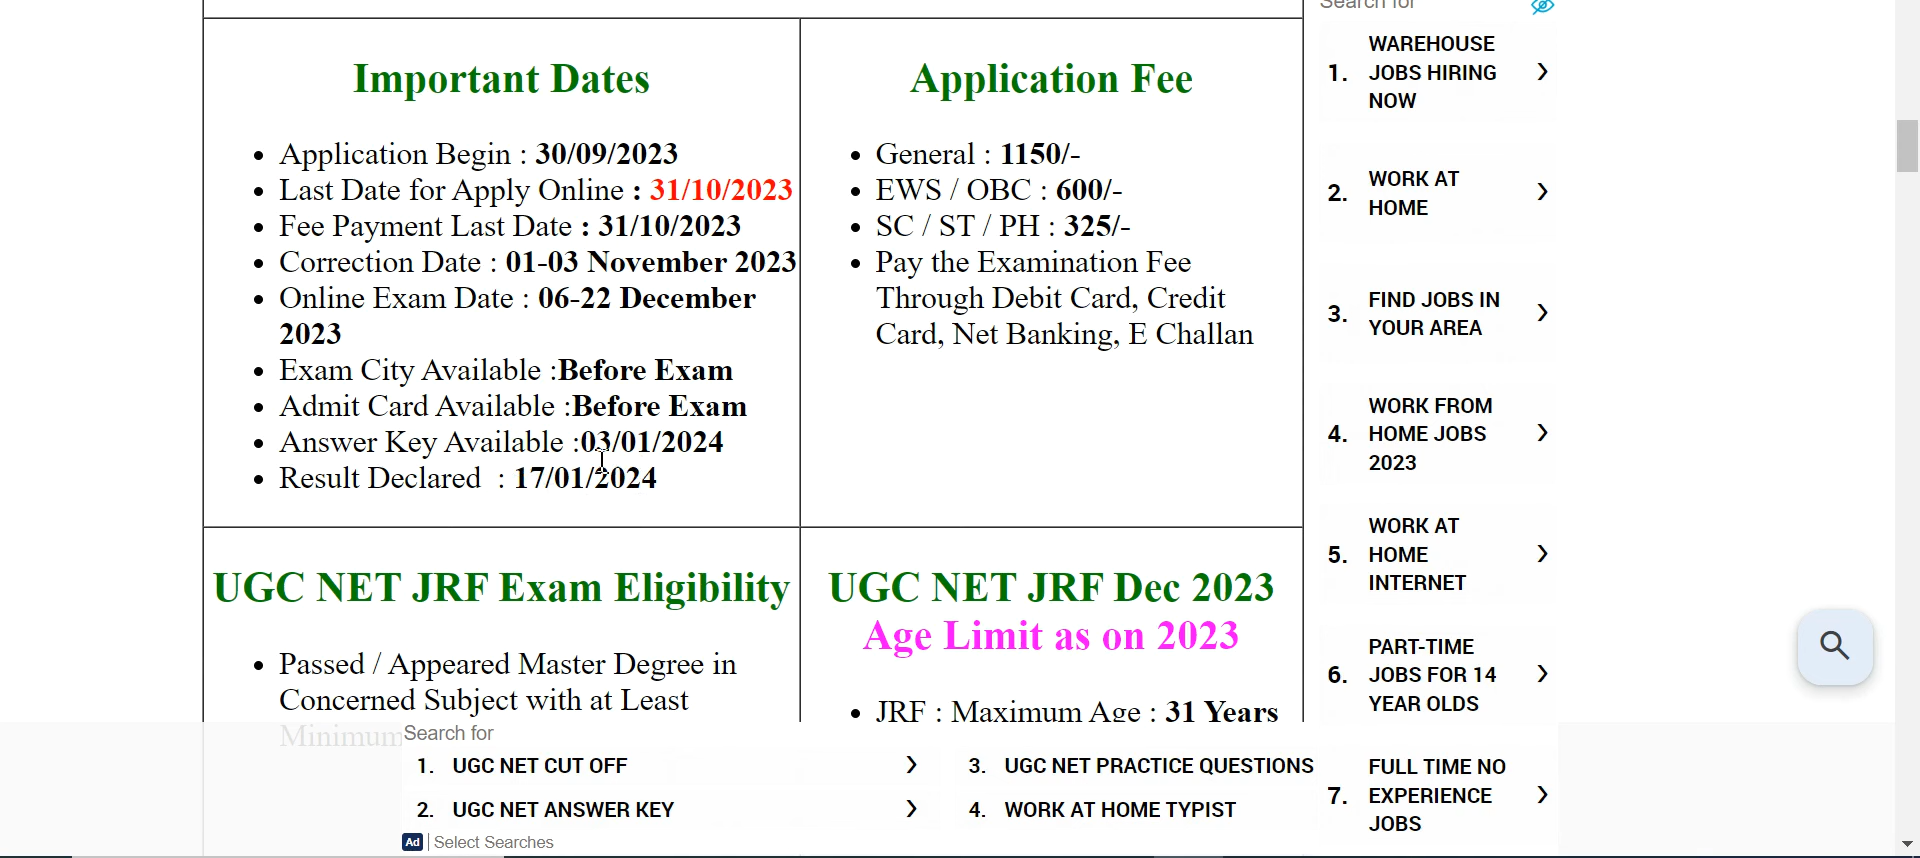 Important Dates
Application Begin : 30/09/2023
Last Date for Apply Online : 31/10/2023
Fee Payment Last Date : 31/10/2023
Correction Date : 01-03 November 2023
Online Exam Date : 06-22 December
2023
Exam City Available :Before Exam
Admit Card Available :Before Exam
Answer Key Available :03/01/2024
Result Declared : 17/01/2024
Application Fee
General : 1150/-
EWS / OBC : 600/-
SC / ST / PH : 325/-
Pay the Examination Fee
Through Debit Card, Credit
Card, Net Banking, E Challan
UGC NET JRF Exam Eligibility
Passed / Appeared Master Degree in
Concerned Subject with at Least
Minimum
UGC NET JRF Dec 2023
Age Limit as on 2023
JRF : Maximum Age : 31 Years
Search for
1. WAREHOUSE
JOBS HIRING
NOW
2. WORK AT
HOME
3. FIND JOBS IN
YOUR AREA
4. WORK FROM
HOME JOBS
2023
5. WORK AT
HOME
INTERNET
6. PART-TIME
JOBS FOR 14
YEAR OLDS
7. FULL TIME NO
EXPERIENCE
JOBS
Search for
1. UGC NET CUT OFF
2. UGC NET ANSWER KEY
3. UGC NET PRACTICE QUESTIONS
4. WORK AT HOME TYPIST
Ad | Select Searches